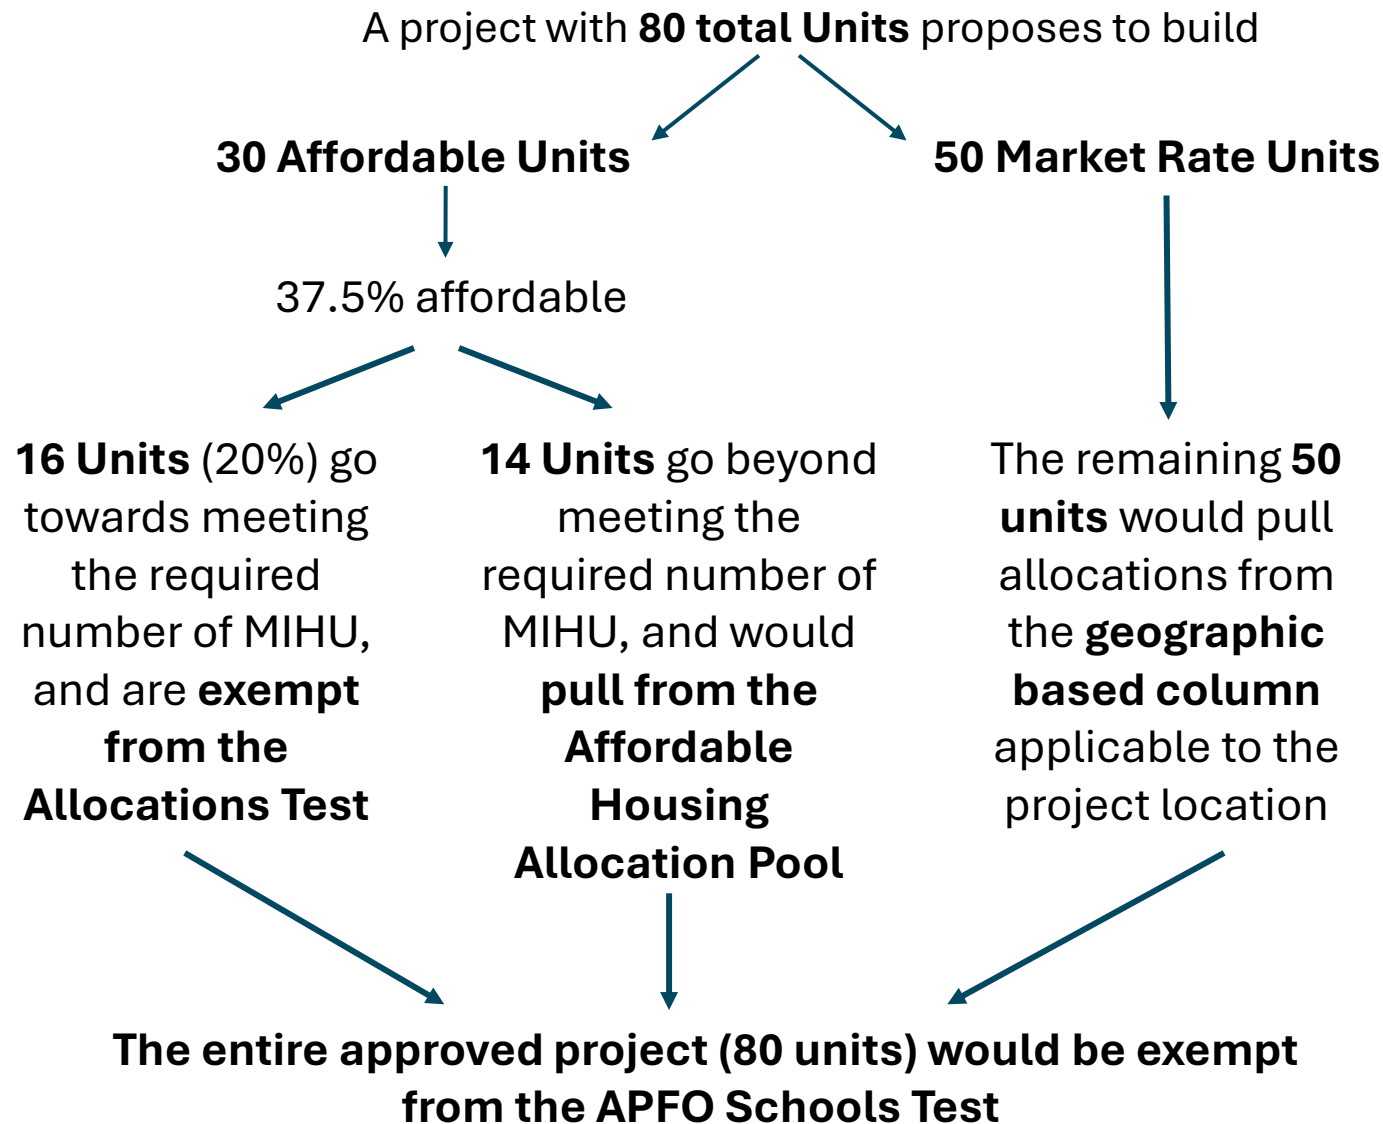 A project with 80 total Units proposes to build
30 Affordable Units
50 Market Rate Units
37.5% affordable
16 Units (20%) go
towards meeting
the required
number of MIHU,
and are exempt
from the
Allocations Test
14 Units go beyond
meeting the
required number of
MIHU, and would
pull from the
Affordable
Housing
Allocation Pool
The remaining 50
units would pull
allocations from
the geographic
based column
applicable to the
project location
The entire approved project (80 units) would be exempt
from the APFO Schools Test